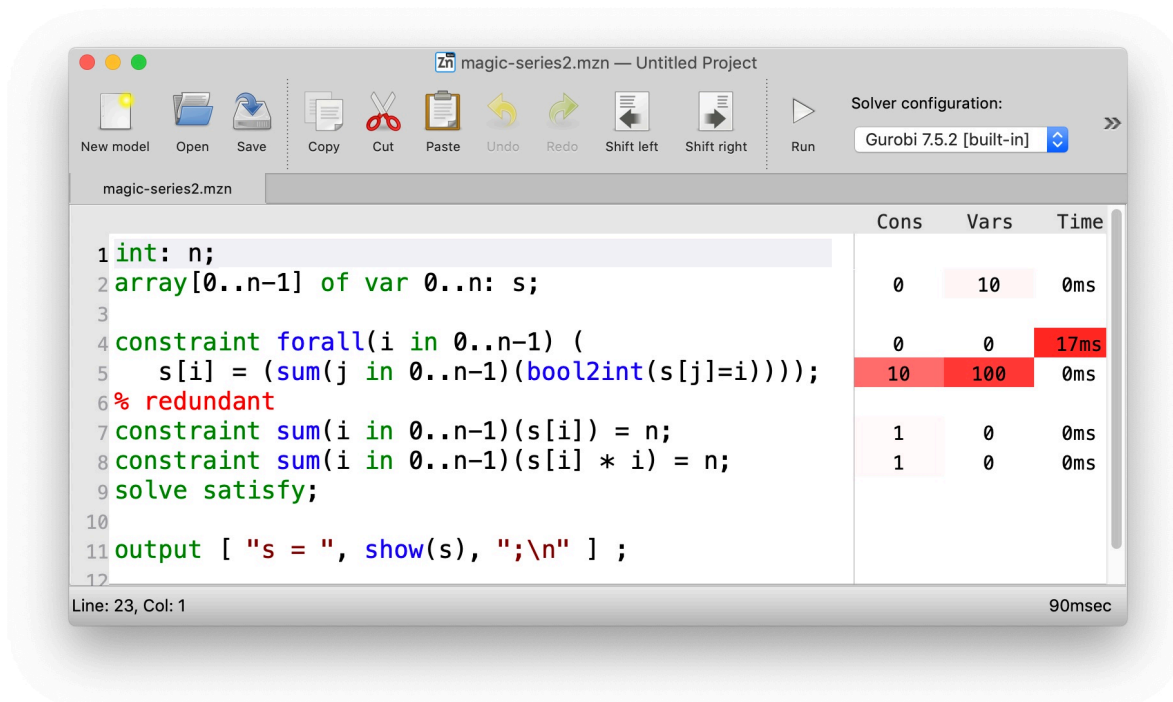 Zn magic-series2.mzn — Untitled Project
New model Open Save Copy Cut Paste Undo Redo Shift left Shift right Run
Solver configuration:
Gurobi 7.5.2 [built-in]
»
magic-series2.mzn
Cons Vars Time
1 int: n;
2 array[0..n-1] of var 0..n: s; 0 10 0ms
3
4 constraint forall(i in 0..n-1) ( 0 0 17ms
5    s[i] = (sum(j in 0..n-1)(bool2int(s[j]=i)))); 10 100 0ms
6 % redundant
7 constraint sum(i in 0..n-1)(s[i]) = n; 1 0 0ms
8 constraint sum(i in 0..n-1)(s[i] * i) = n; 1 0 0ms
9 solve satisfy;
10
11 output [ "s = ", show(s), ";\n" ] ;
12
Line: 23, Col: 1 90msec